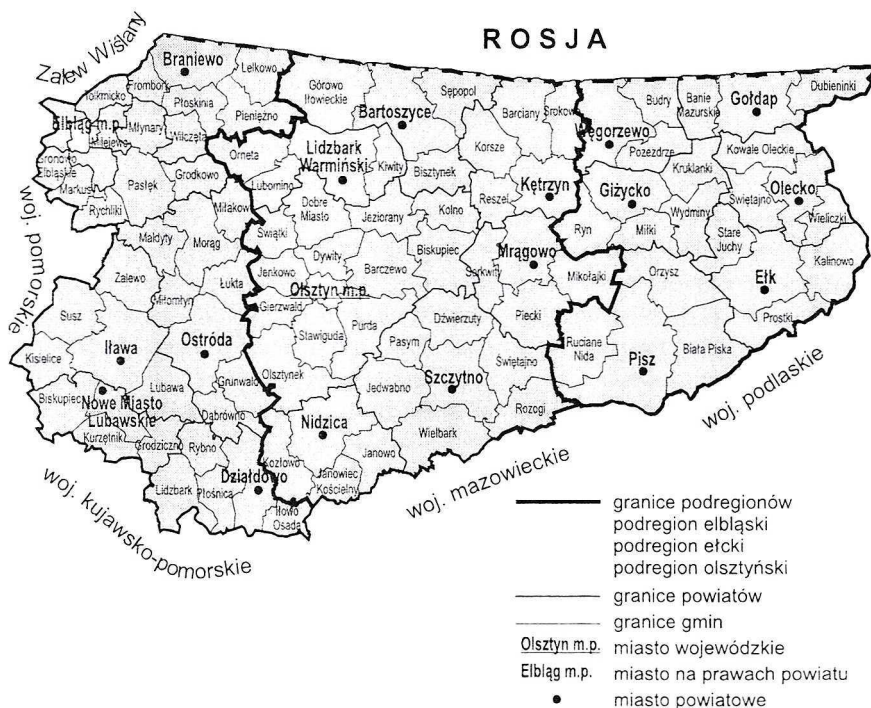 ROSJA
Zalew Wiślany
Braniewo
Lelkowo
Frombork
Tolkmicko
Płoskinia
Górowo
Iłowieckie
Sępopol
Bartoszyce
Barciany
Srokowo
Budry
Banie
Mazurskie
Gołdap
Dubeninki
Węgorzewo
Elbląg m.p.
Milejewo
Młynary
Wilczęta
Pieniężno
Orneta
Lidzbark
Warmiński
Kiwity
Bisztynek
Korsze
Kętrzyn
Pozezdrze
Kruklanki
Kowale Oleckie
Gronowo
Elbląskie
Markusy
Pasłęk
Grodkowo
Lubomino
Dobre
Miasto
Jeziorany
Kolno
Reszel
Giżycko
Wydminy
Świętajno
Olecko
Wieliczki
Rychliki
Miłakowo
Świątki
Dywity
Barczewo
Biskupiec
Sorkwity
Mrągowo
Ryn
Miłki
Stare
Juchy
Kalinowo
Małdyty
Morąg
Jonkowo
Olsztyn m.p.
Mikołajki
Orzysz
Ełk
Zalewo
Miłomłyn
Łukta
Gierzwałd
Stawiguda
Purda
Dźwierzuty
Piecki
Prostki
Susz
Ostróda
Pasym
Ruciane
Nida
Pisz
Biała Piska
Kisielice
Iława
Olsztynek
Jedwabno
Szczytno
Świętajno
Biskupiec
Nowe Miasto
Lubawskie
Lubawa
Grunwald
Dąbrówno
Nidzica
Wielbark
Rozogi
Kurzętnik
Grodziczno
Rybno
Działdowo
Kozłowo
Janowiec
Kościelny
Janowo
Lidzbark
Płośnica
Iłowo
Osada
woj. pomorskie
woj. kujawsko-pomorskie
woj. mazowieckie
woj. podlaskie
granice podregionów
podregion elbląski
podregion ełcki
podregion olsztyński
granice powiatów
granice gmin
Olsztyn m.p. miasto wojewódzkie
Elbląg m.p. miasto na prawach powiatu
miasto powiatowe